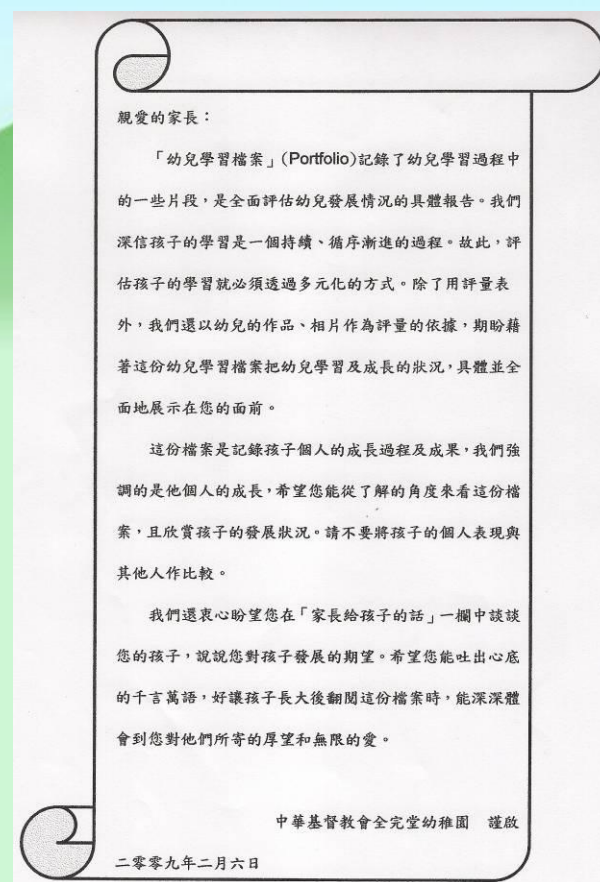 親愛的家長：
「幼兒學習檔案」(Portfolio)記錄了幼兒學習過程中
的一些片段，是全面評估幼兒發展情況的具體報告。我們
深信孩子的學習是一個持續、循序漸進的過程。故此，評
估孩子的學習就必須透過多元化的方式。除了用評量表
外，我們還以幼兒的作品、相片作為評量的依據，期盼藉
著這份幼兒學習檔案把幼兒學習及成長的狀況，具體並全
面地展示在您的面前。
這份檔案是記錄孩子個人的成長過程及成果，我們強
調的是他個人的成長，希望您能從了解的角度來看這份檔
案，且欣賞孩子的發展狀況。請不要將孩子的個人表現與
其他人作比較。
我們還衷心盼望您在「家長給孩子的話」一欄中談談
您的孩子，說說您對孩子發展的期望。希望您能吐出心底
的千言萬語，好讓孩子長大後翻閱這份檔案時，能深深體
會到您對他們所寄的厚望和無限的愛。
中華基督教會全完堂幼稚園　謹啟
二零零九年二月六日